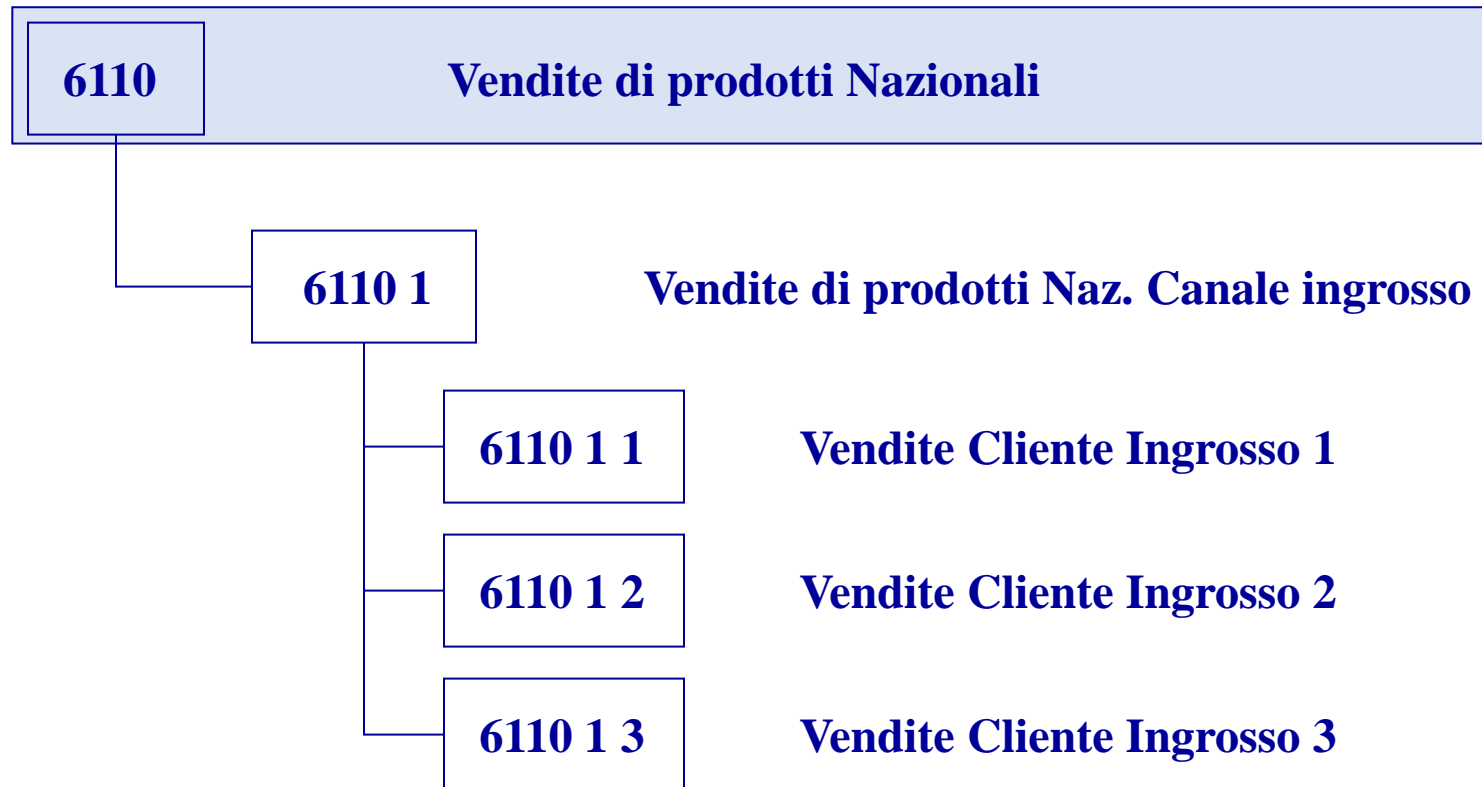 6110 Vendite di prodotti Nazionali
6110 1 Vendite di prodotti Naz. Canale ingrosso
6110 1 1 Vendite Cliente Ingrosso 1
6110 1 2 Vendite Cliente Ingrosso 2
6110 1 3 Vendite Cliente Ingrosso 3